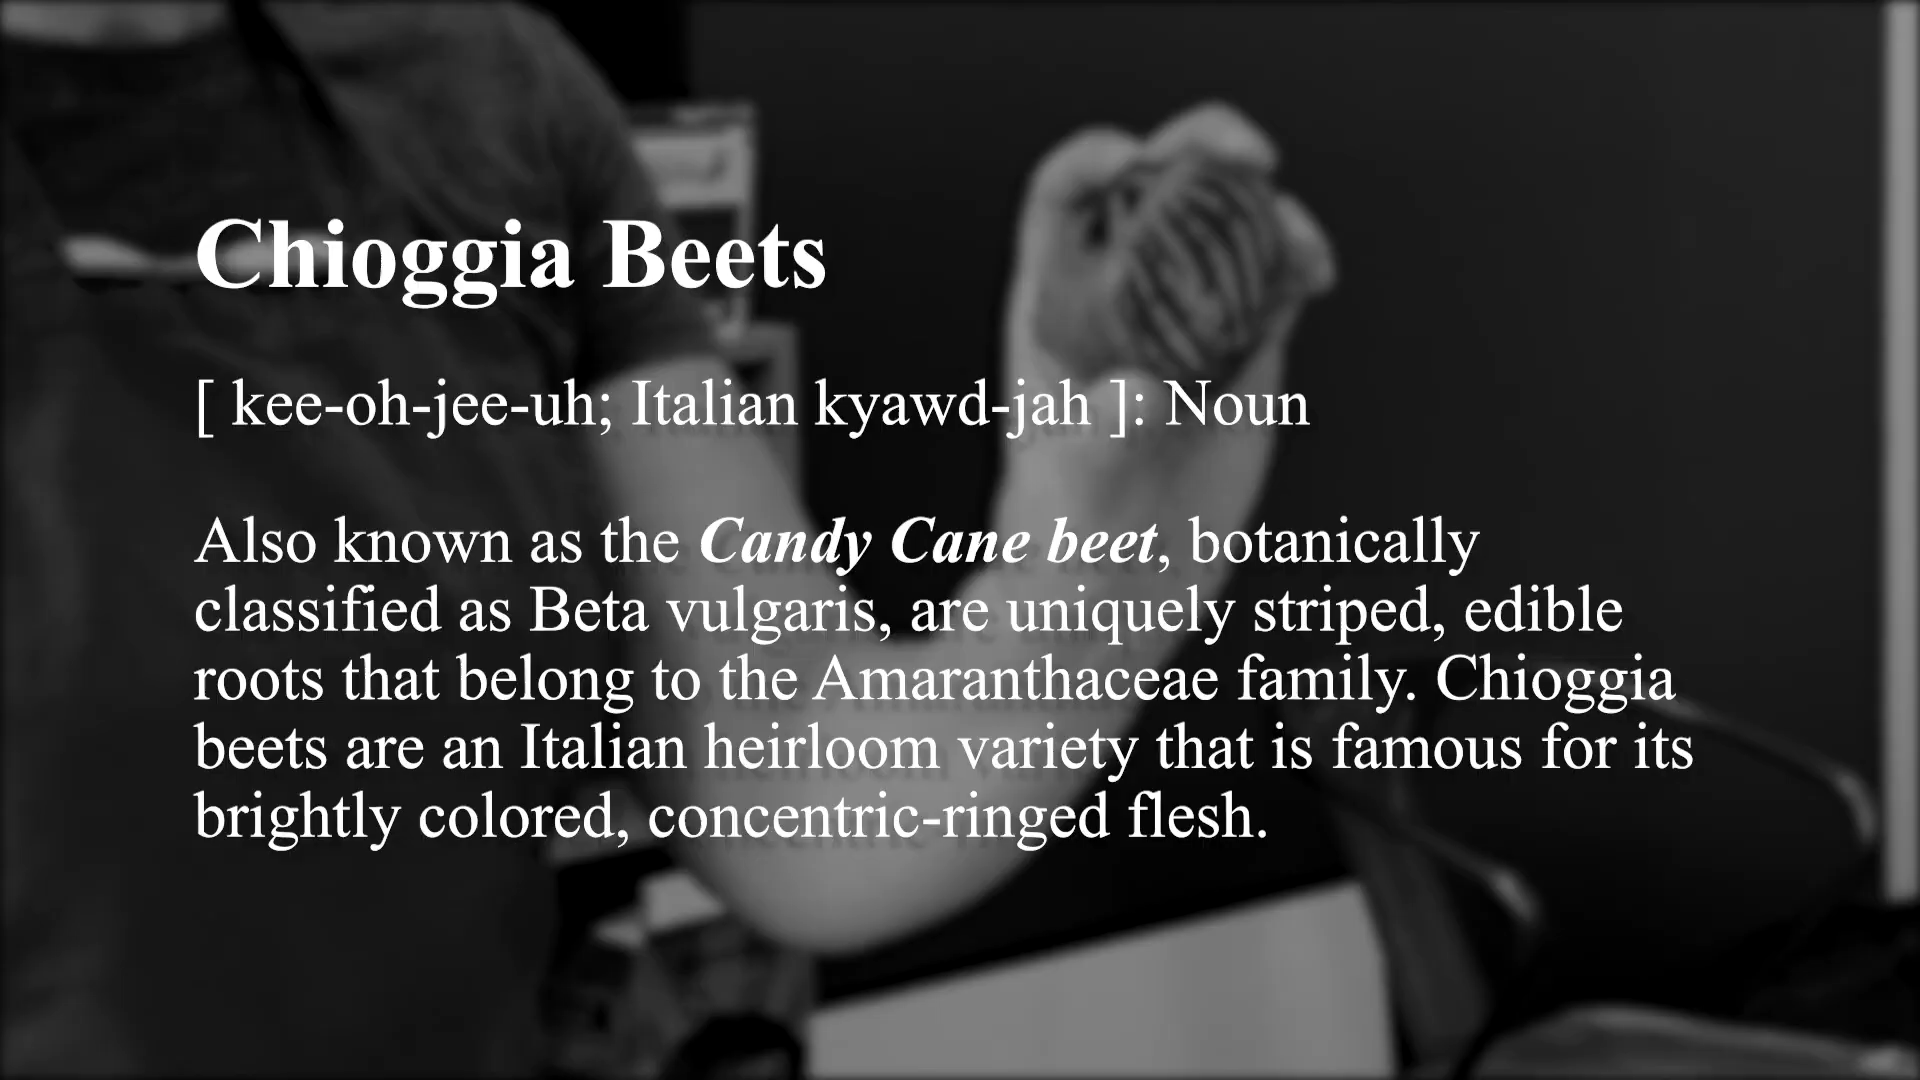 Chioggia Beets
[ kee-oh-jee-uh; Italian kyawd-jah ]: Noun
Also known as the Candy Cane beet, botanically
classified as Beta vulgaris, are uniquely striped, edible
roots that belong to the Amaranthaceae family. Chioggia
beets are an Italian heirloom variety that is famous for its
brightly colored, concentric-ringed flesh.